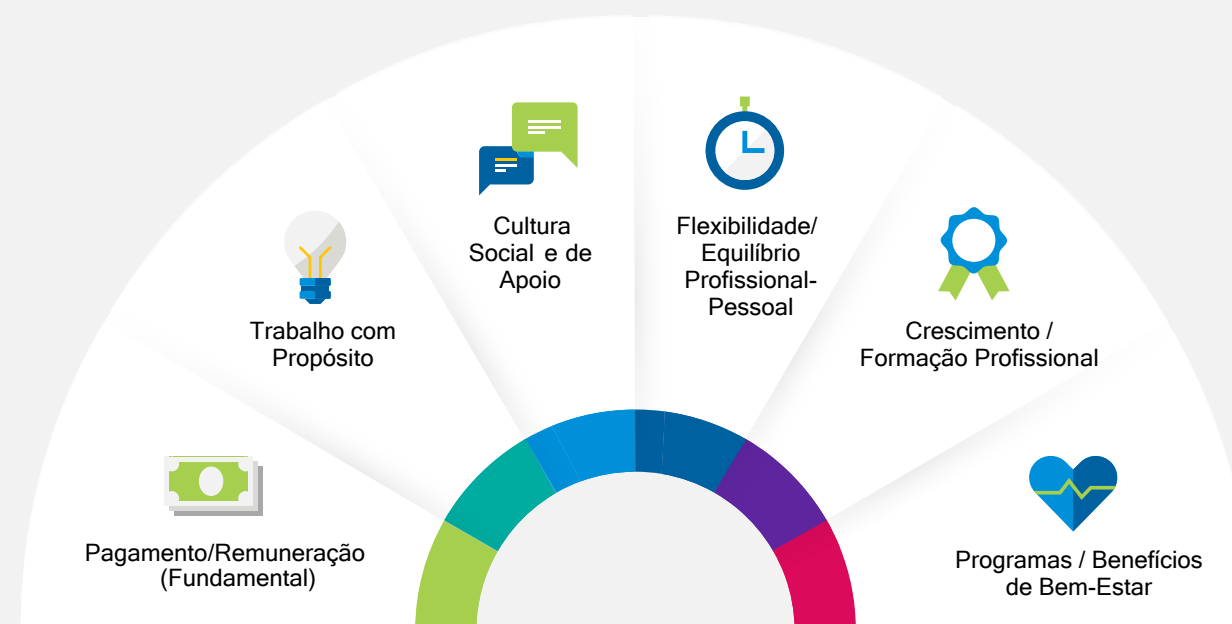 Pagamento/Remuneração
(Fundamental)
Trabalho com
Propósito
Cultura
Social e de
Apoio
Flexibilidade/
Equilíbrio
Profissional-
Pessoal
Crescimento /
Formação Profissional
Programas / Benefícios
de Bem-Estar